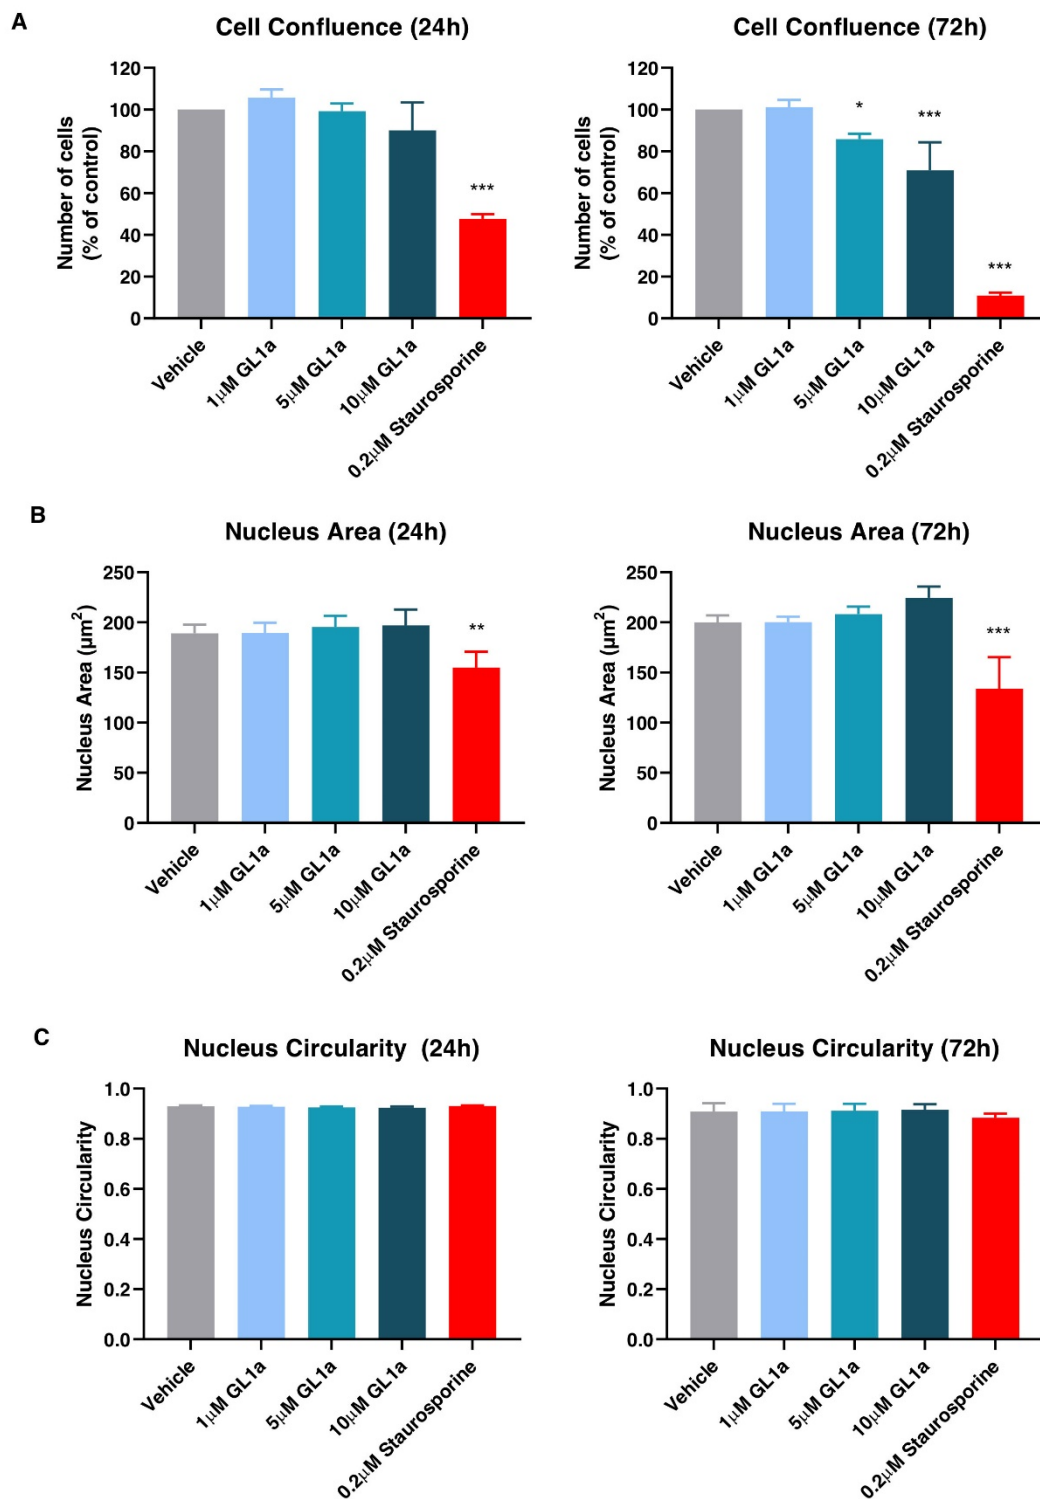 A
Cell Confluence (24h)
Cell Confluence (72h)
Number of cells
(% of control)
120
100
80
60
40
20
0
***
Vehicle
1μM GL1a
5μM GL1a
10μM GL1a
0.2μM Staurosporine
Number of cells
(% of control)
120
100
80
60
40
20
0
*
***
***
Vehicle
1μM GL1a
5μM GL1a
10μM GL1a
0.2μM Staurosporine
B
Nucleus Area (24h)
Nucleus Area (72h)
Nucleus Area (μm²)
250
200
150
100
50
0
**
Vehicle
1μM GL1a
5μM GL1a
10μM GL1a
0.2μM Staurosporine
Nucleus Area (μm²)
250
200
150
100
50
0
***
Vehicle
1μM GL1a
5μM GL1a
10μM GL1a
0.2μM Staurosporine
C
Nucleus Circularity (24h)
Nucleus Circularity (72h)
Nucleus Circularity
1.0
0.8
0.6
0.4
0.2
0.0
Vehicle
1μM GL1a
5μM GL1a
10μM GL1a
0.2μM Staurosporine
Nucleus Circularity
1.0
0.8
0.6
0.4
0.2
0.0
Vehicle
1μM GL1a
5μM GL1a
10μM GL1a
0.2μM Staurosporine